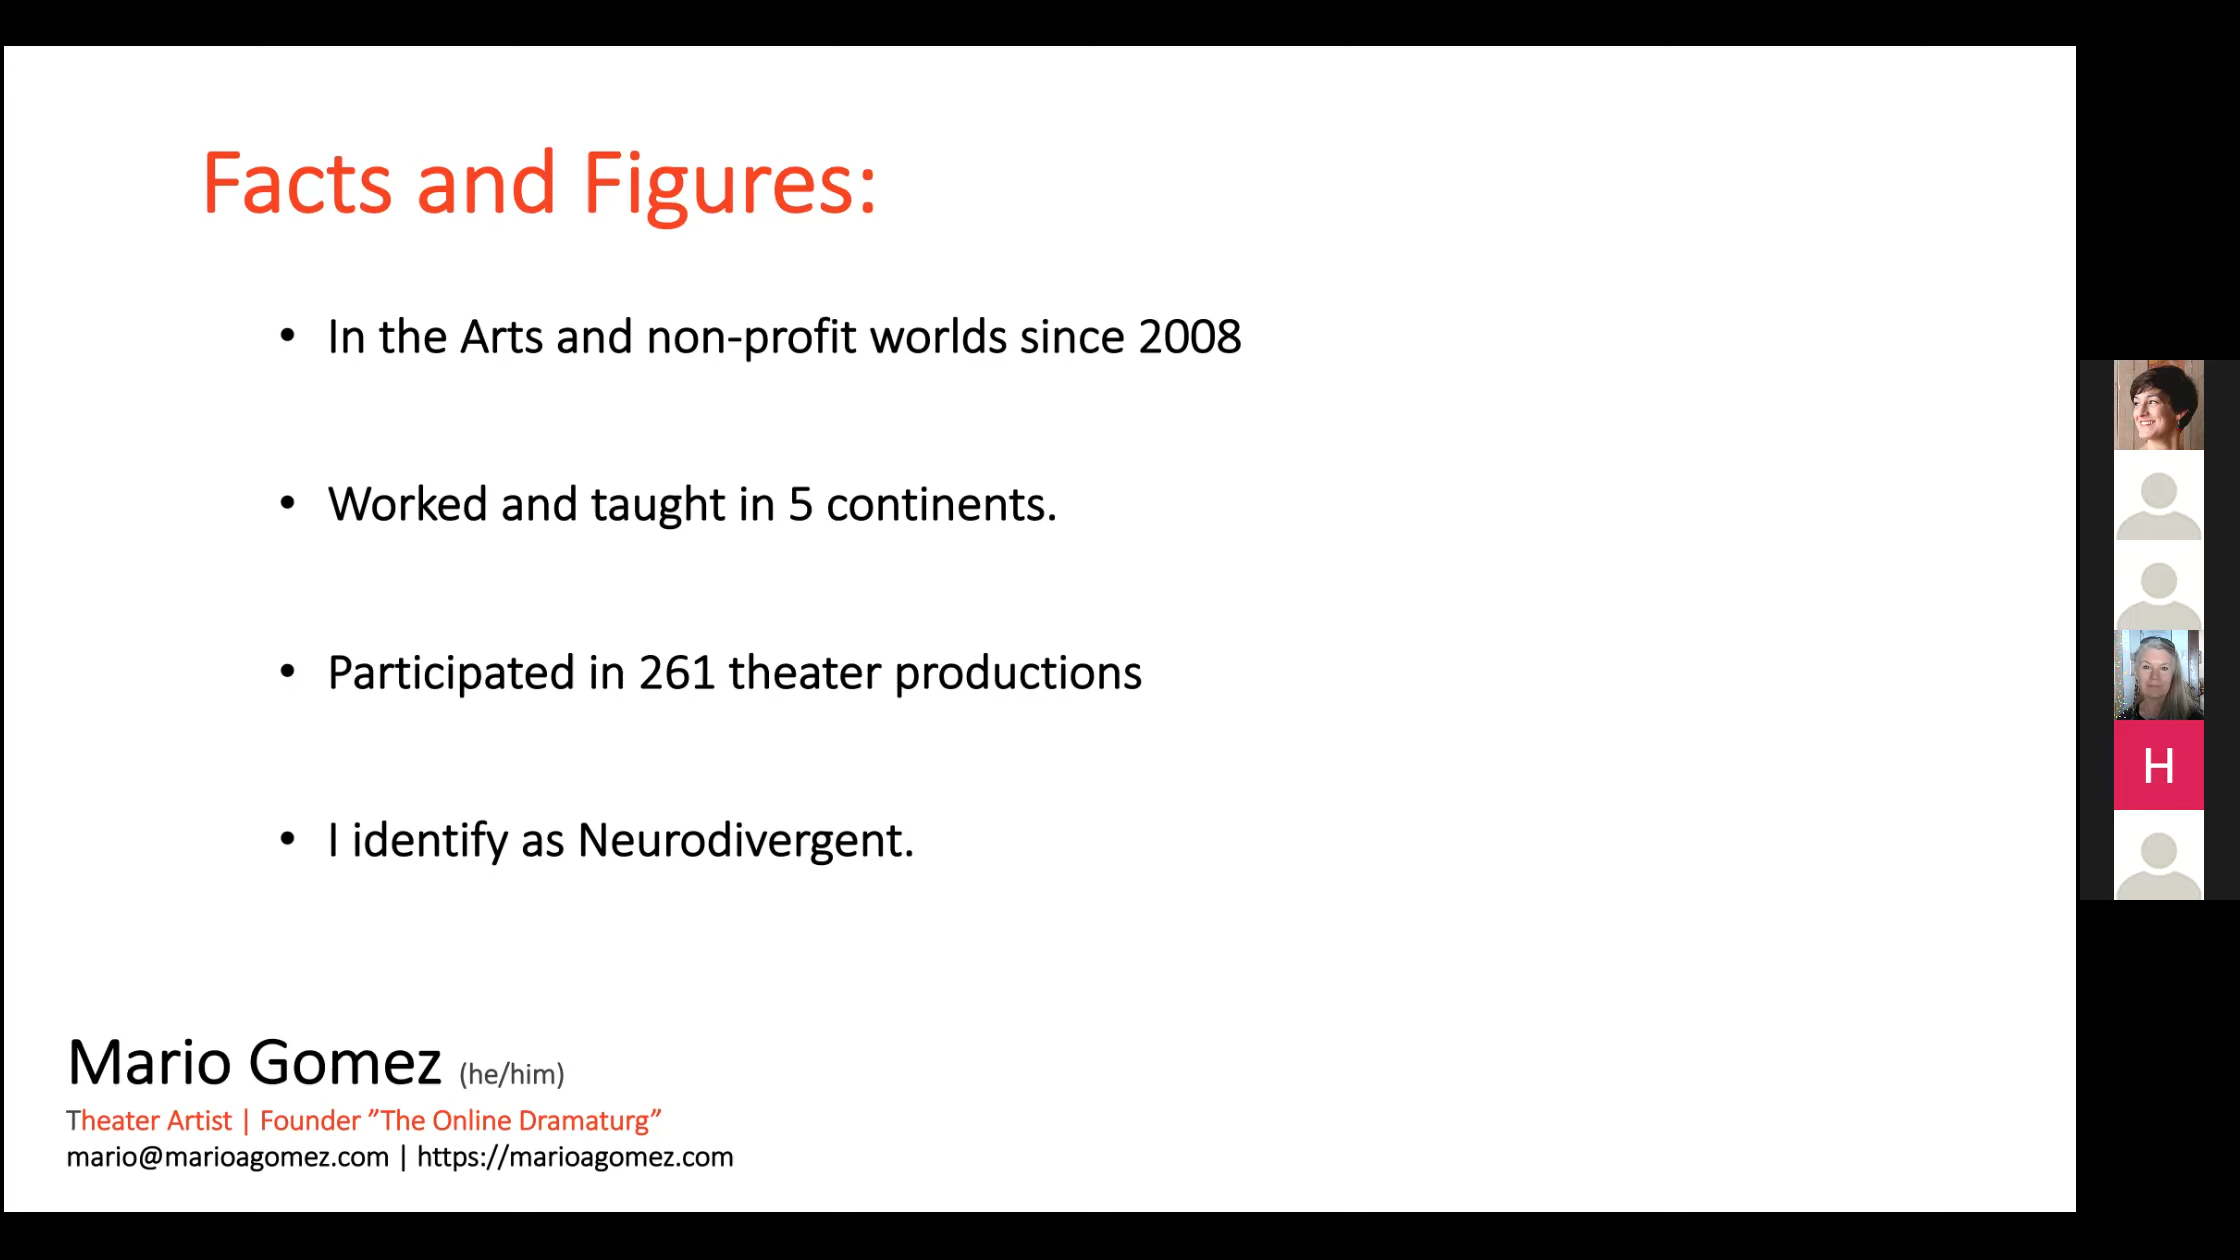 Facts and Figures:
• In the Arts and non-profit worlds since 2008
• Worked and taught in 5 continents.
• Participated in 261 theater productions
• I identify as Neurodivergent.
Mario Gomez (he/him)
Theater Artist | Founder ”The Online Dramaturg”
mario@marioagomez.com | https://marioagomez.com
H